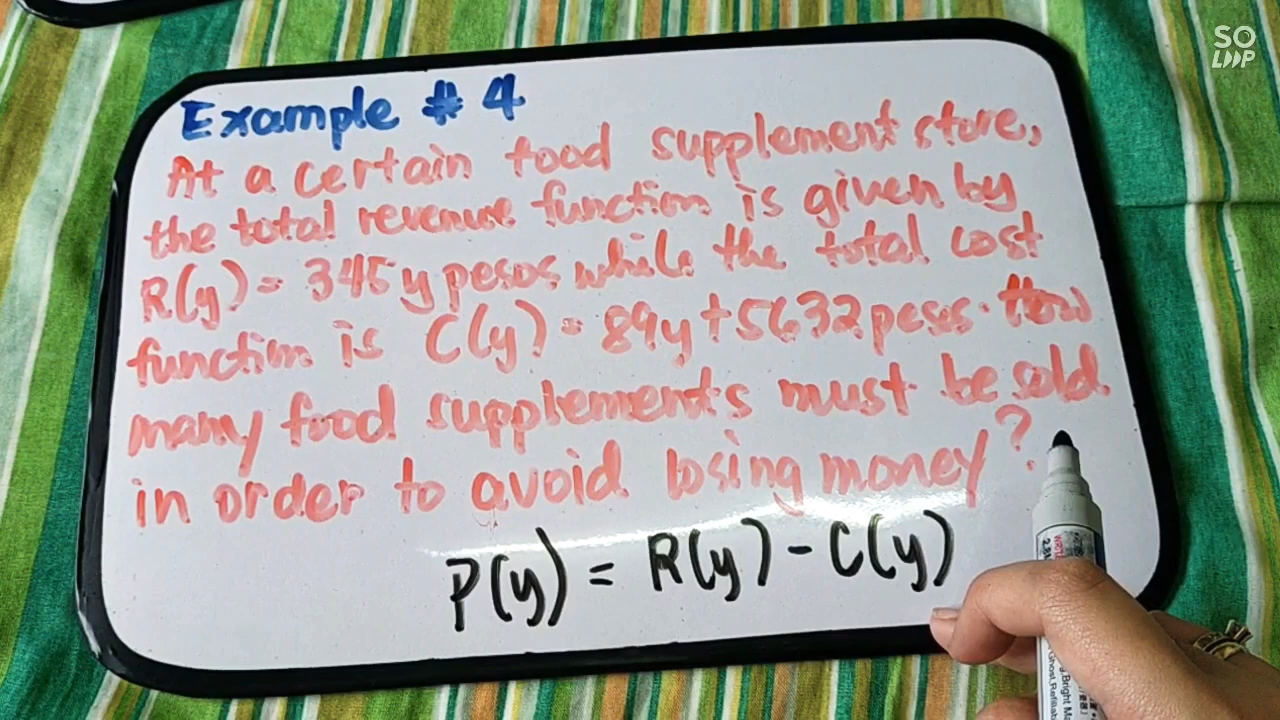 Example # 4
At a certain food supplement store,
the total revenue function is given by
R(y) = 345y pesos while the total cost
function is C(y) = 89y + 5632 pesos. How
many food supplements must be sold
in order to avoid losing money?
P(y) = R(y) - C(y)
SO
LOOP